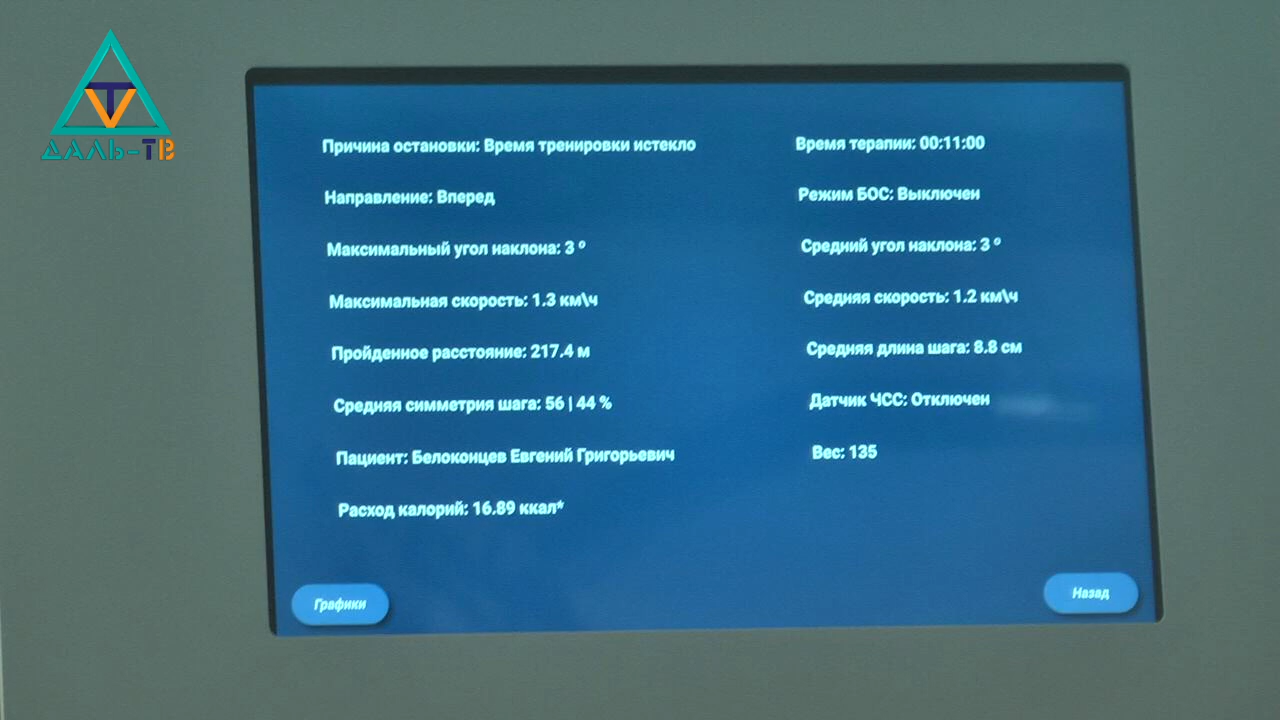 ДАЛЬ-ТВ
Причина остановки: Время тренировки истекло
Время терапии: 00:11:00
Направление: Вперед
Режим БОС: Выключен
Максимальный угол наклона: 3 º
Средний угол наклона: 3 º
Максимальная скорость: 1.3 км\ч
Средняя скорость: 1.2 км\ч
Пройденное расстояние: 217.4 м
Средняя длина шага: 8.8 см
Средняя симметрия шага: 56 | 44 %
Датчик ЧСС: Отключен
Пациент: Белоконцев Евгений Григорьевич
Вес: 135
Расход калорий: 16.89 ккал*
Графики
Назад